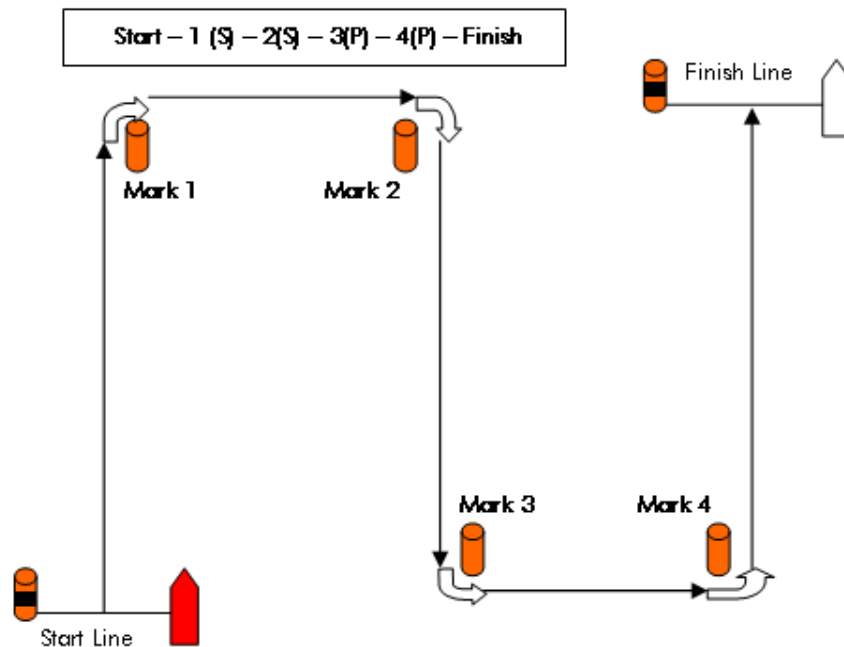 Start – 1 (S) – 2(S) – 3(P) – 4(P) – Finish
Finish Line
Mark 1
Mark 2
Mark 3
Mark 4
Start Line